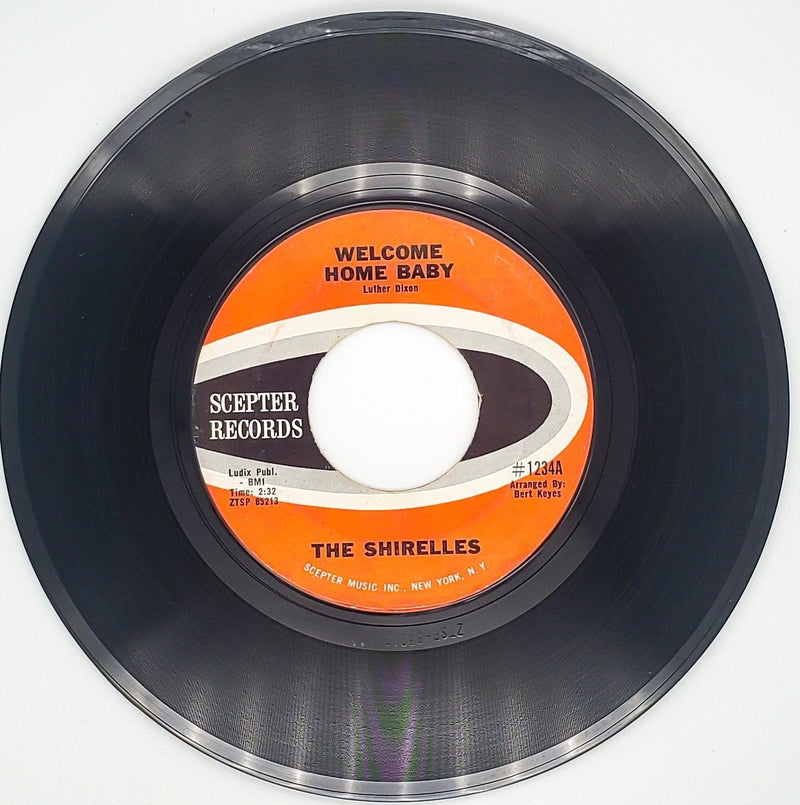 WELCOME
HOME BABY
Luther Dixon
SCEPTER
RECORDS
Ludix Publ.
- BMI
Time: 2:32
ZTSP 85213
#1234A
Arranged By:
Bert Keyes
THE SHIRELLES
SCEPTER MUSIC INC., NEW YORK, N.Y.